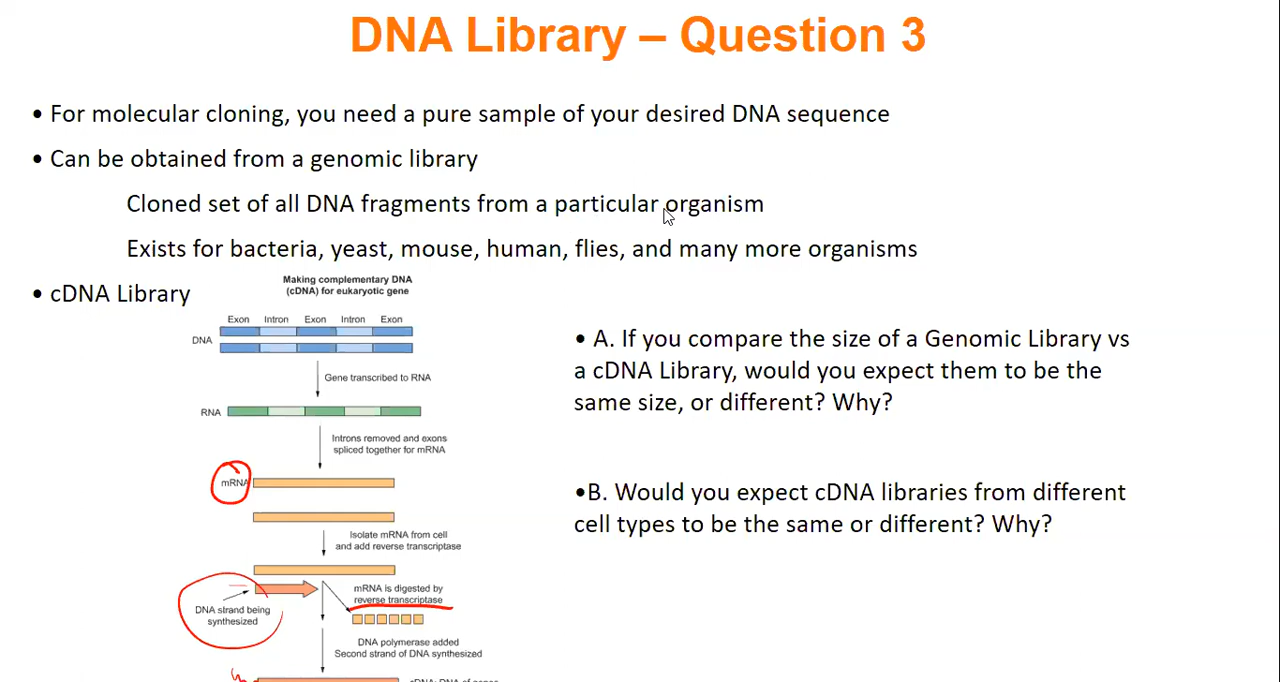 DNA Library – Question 3
• For molecular cloning, you need a pure sample of your desired DNA sequence
• Can be obtained from a genomic library
Cloned set of all DNA fragments from a particular organism
Exists for bacteria, yeast, mouse, human, flies, and many more organisms
• cDNA Library
Making complementary DNA
(cDNA) for eukaryotic gene
Exon Intron Exon Intron Exon
DNA
Gene transcribed to RNA
RNA
Introns removed and exons
spliced together for mRNA
mRNA
Isolate mRNA from cell
and add reverse transcriptase
mRNA is digested by
reverse transcriptase
DNA strand being
synthesized
DNA polymerase added
Second strand of DNA synthesized
cDNA: DNA of genes
• A. If you compare the size of a Genomic Library vs
a cDNA Library, would you expect them to be the
same size, or different? Why?
•B. Would you expect cDNA libraries from different
cell types to be the same or different? Why?